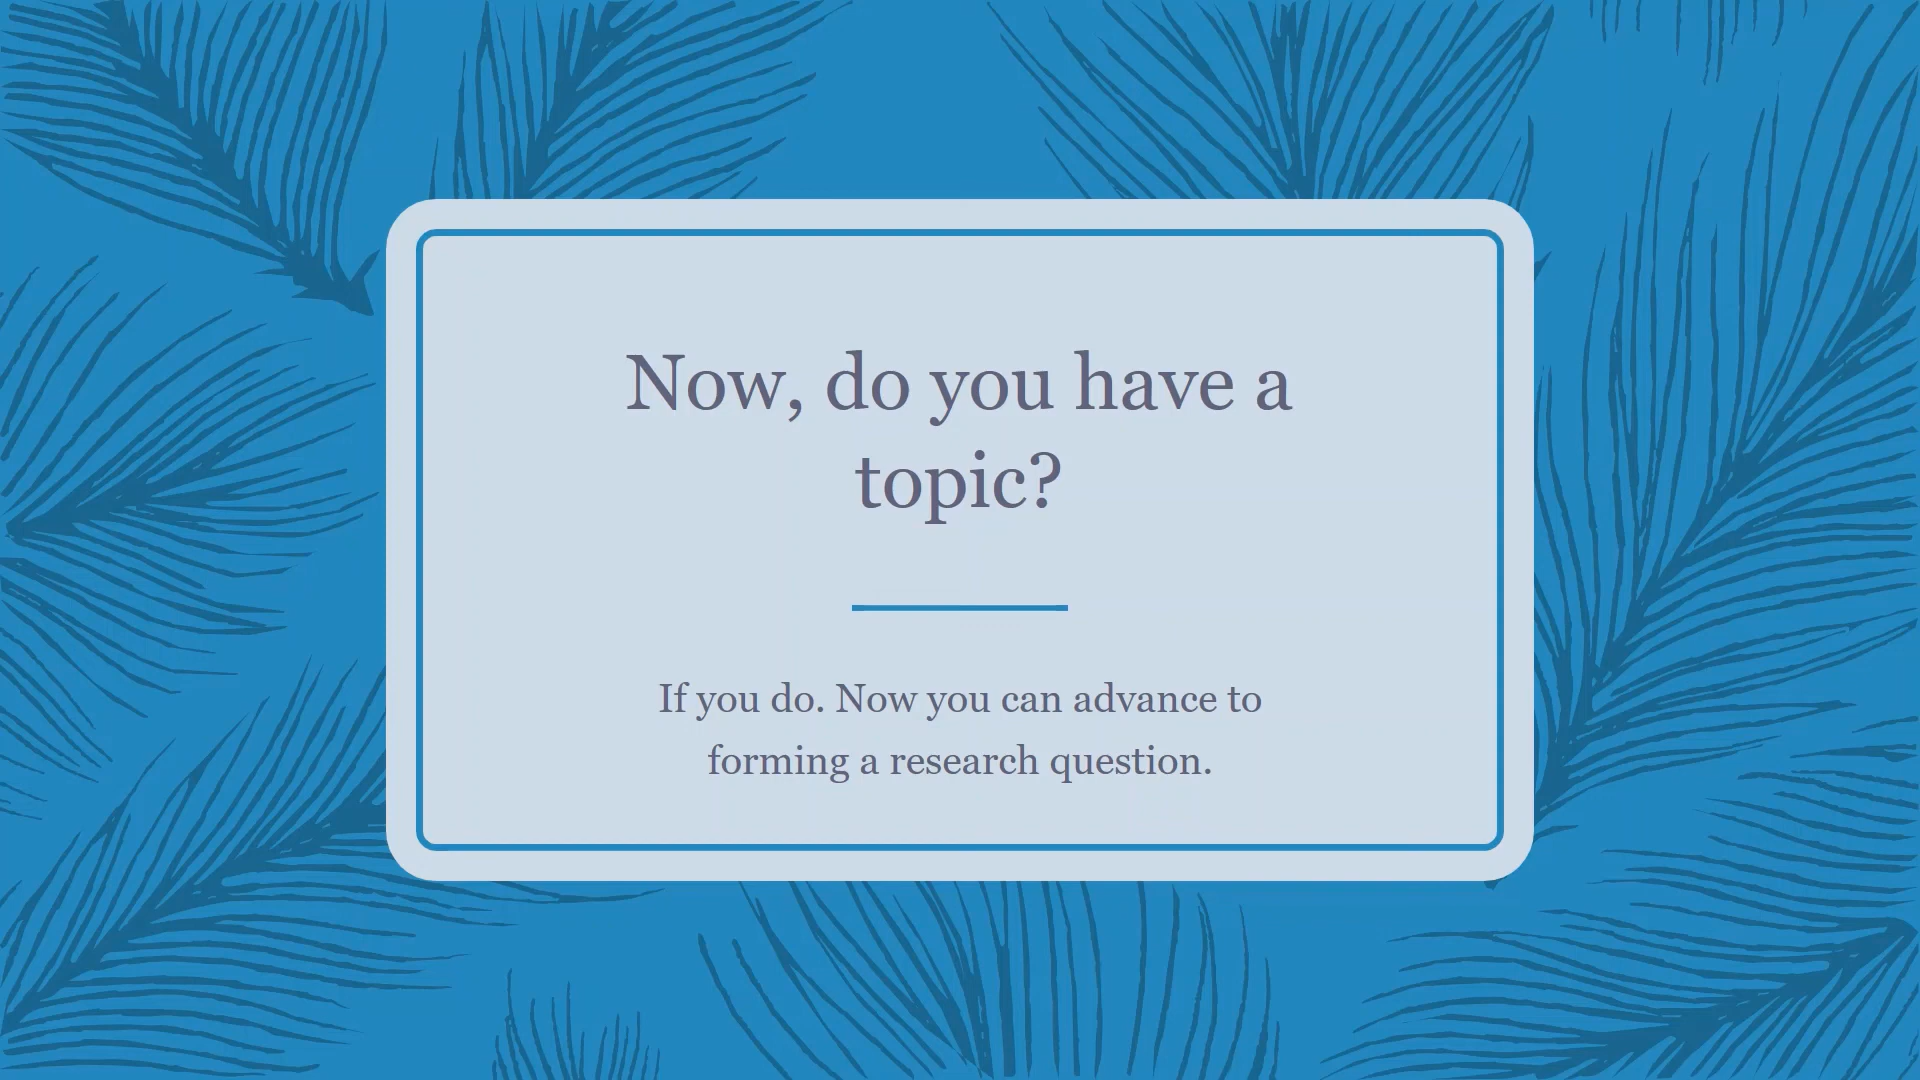 Now, do you have a
topic?
If you do. Now you can advance to
forming a research question.